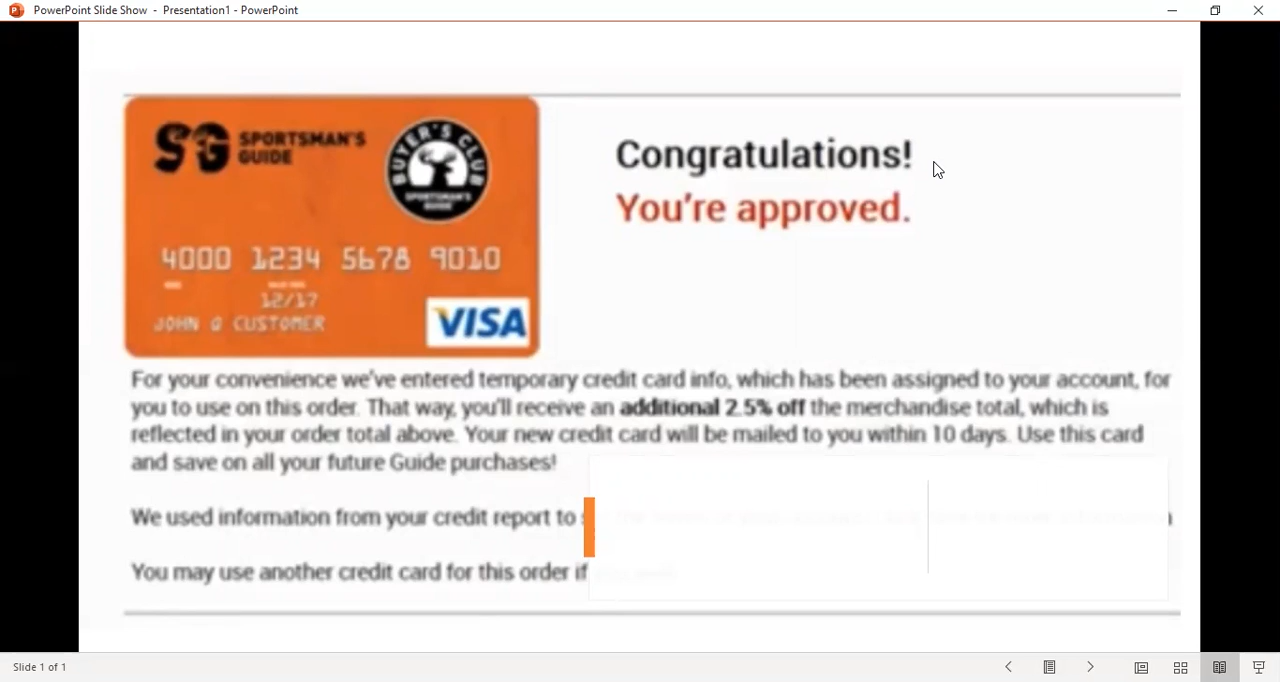 PowerPoint Slide Show - Presentation1 - PowerPoint
SG SPORTSMAN'S
GUIDE
BUYER'S CLUB
SPORTSMAN'S
GUIDE
Congratulations!
You're approved.
4000 1234 5678 9010
12/17
JOHN Q CUSTOMER
VISA
For your convenience we've entered temporary credit card info, which has been assigned to your account, for
you to use on this order. That way, you'll receive an additional 2.5% off the merchandise total, which is
reflected in your order total above. Your new credit card will be mailed to you within 10 days. Use this card
and save on all your future Guide purchases!
We used information from your credit report to
You may use another credit card for this order if
Slide 1 of 1